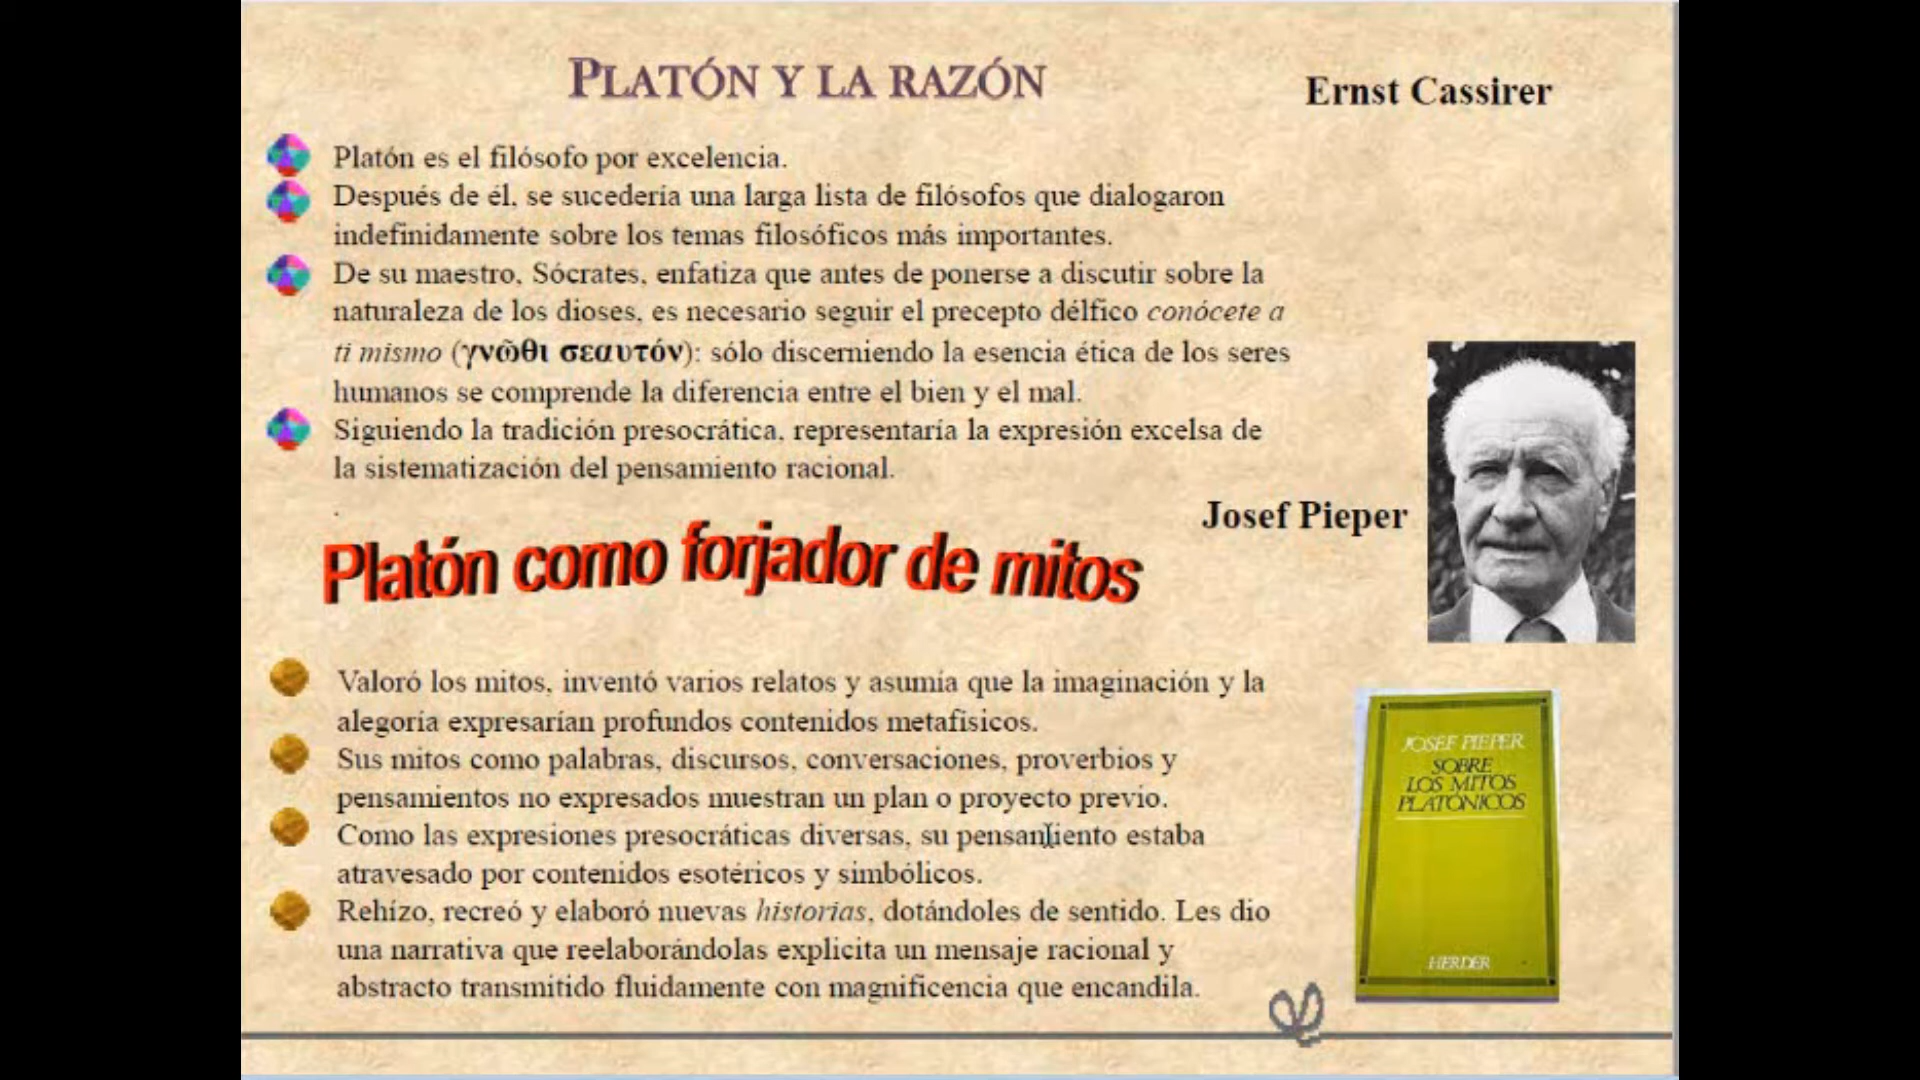 PLATÓN Y LA RAZÓN
Ernst Cassirer
Platón es el filósofo por excelencia.
Después de él, se sucedería una larga lista de filósofos que dialogaron
indefinidamente sobre los temas filosóficos más importantes.
De su maestro, Sócrates, enfatiza que antes de ponerse a discutir sobre la
naturaleza de los dioses, es necesario seguir el precepto délfico conócete a
ti mismo (γνῶθι σεαυτόν): sólo discerniendo la esencia ética de los seres
humanos se comprende la diferencia entre el bien y el mal.
Siguiendo la tradición presocrática, representaría la expresión excelsa de
la sistematización del pensamiento racional.
.
Josef Pieper
Platón como forjador de mitos
Valoró los mitos, inventó varios relatos y asumía que la imaginación y la
alegoría expresarían profundos contenidos metafísicos.
Sus mitos como palabras, discursos, conversaciones, proverbios y
pensamientos no expresados muestran un plan o proyecto previo.
Como las expresiones presocráticas diversas, su pensamiento estaba
atravesado por contenidos esotéricos y simbólicos.
Rehízo, recreó y elaboró nuevas historias, dotándoles de sentido. Les dio
una narrativa que reelaborándolas explicita un mensaje racional y
abstracto transmitido fluidamente con magnificencia que encandila.
JOSEF PIEPER
SOBRE
LOS MITOS
PLATÓNICOS
HERDER